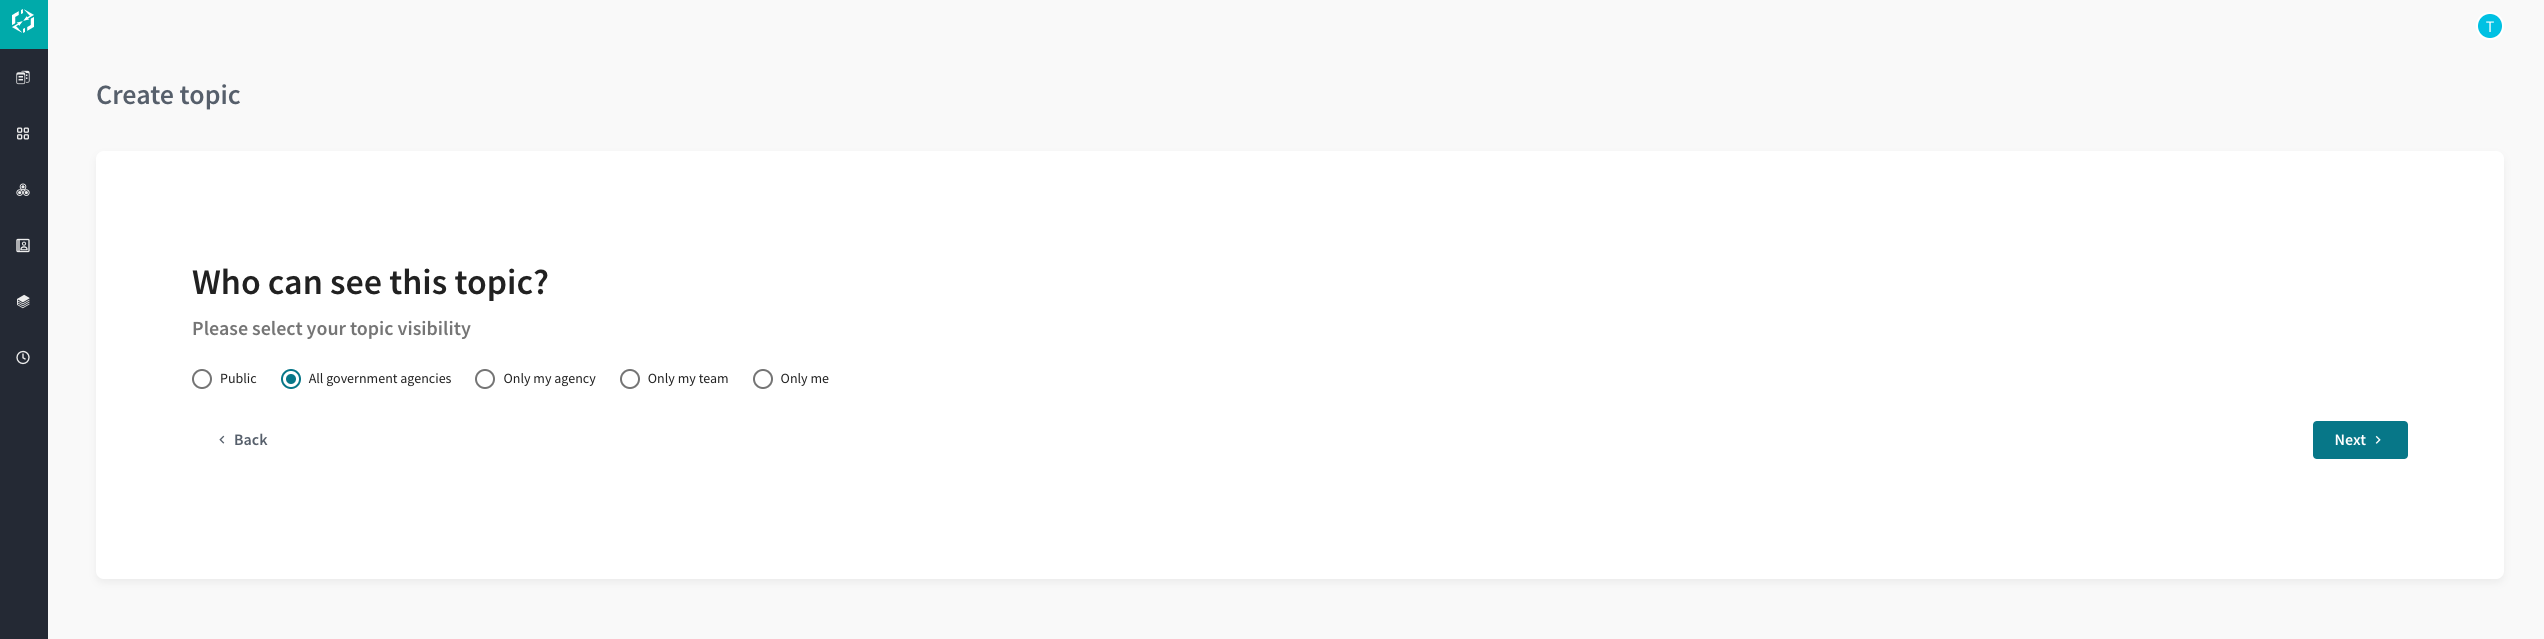 T
Create topic
Who can see this topic?
Please select your topic visibility
Public All government agencies Only my agency Only my team Only me
Back Next